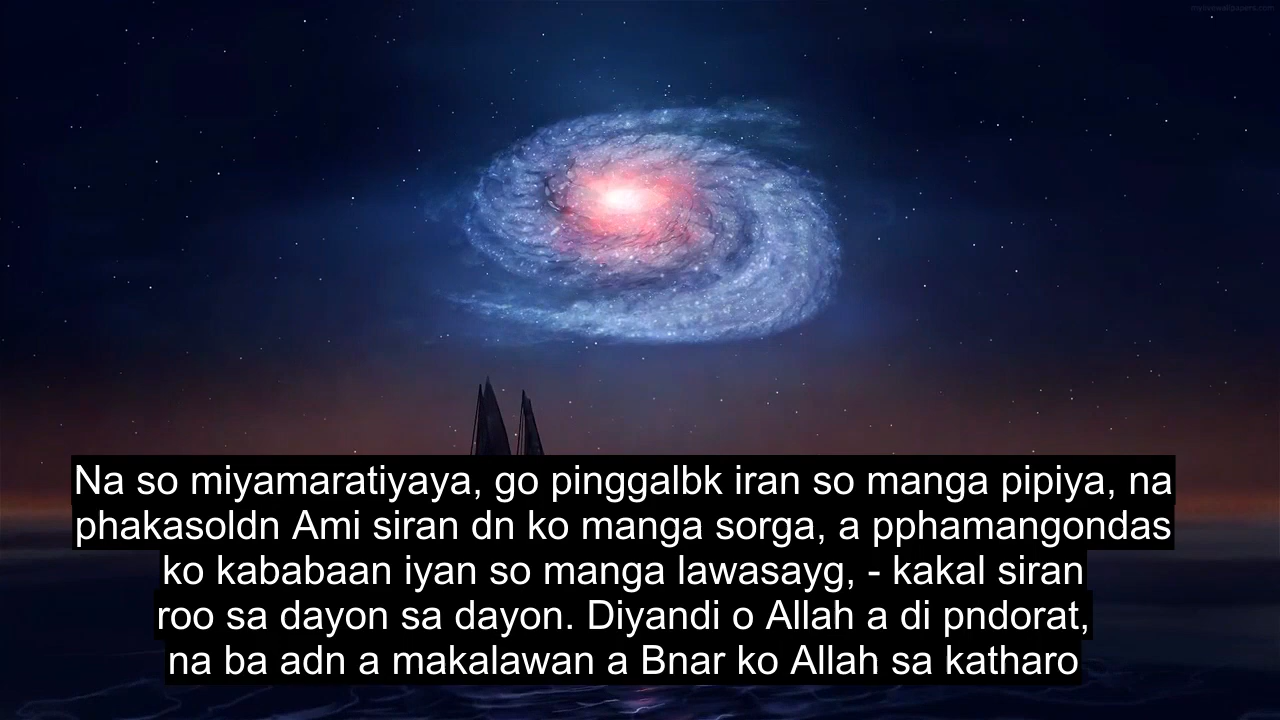 Na so miyamaratiyaya, go pinggalbk iran so manga pipiya, na
phakasoldn Ami siran dn ko manga sorga, a pphamangondas
ko kababaan iyan so manga lawasayg, - kakal siran
roo sa dayon sa dayon. Diyandi o Allah a di pndorat,
na ba adn a makalawan a Bnar ko Allah sa katharo